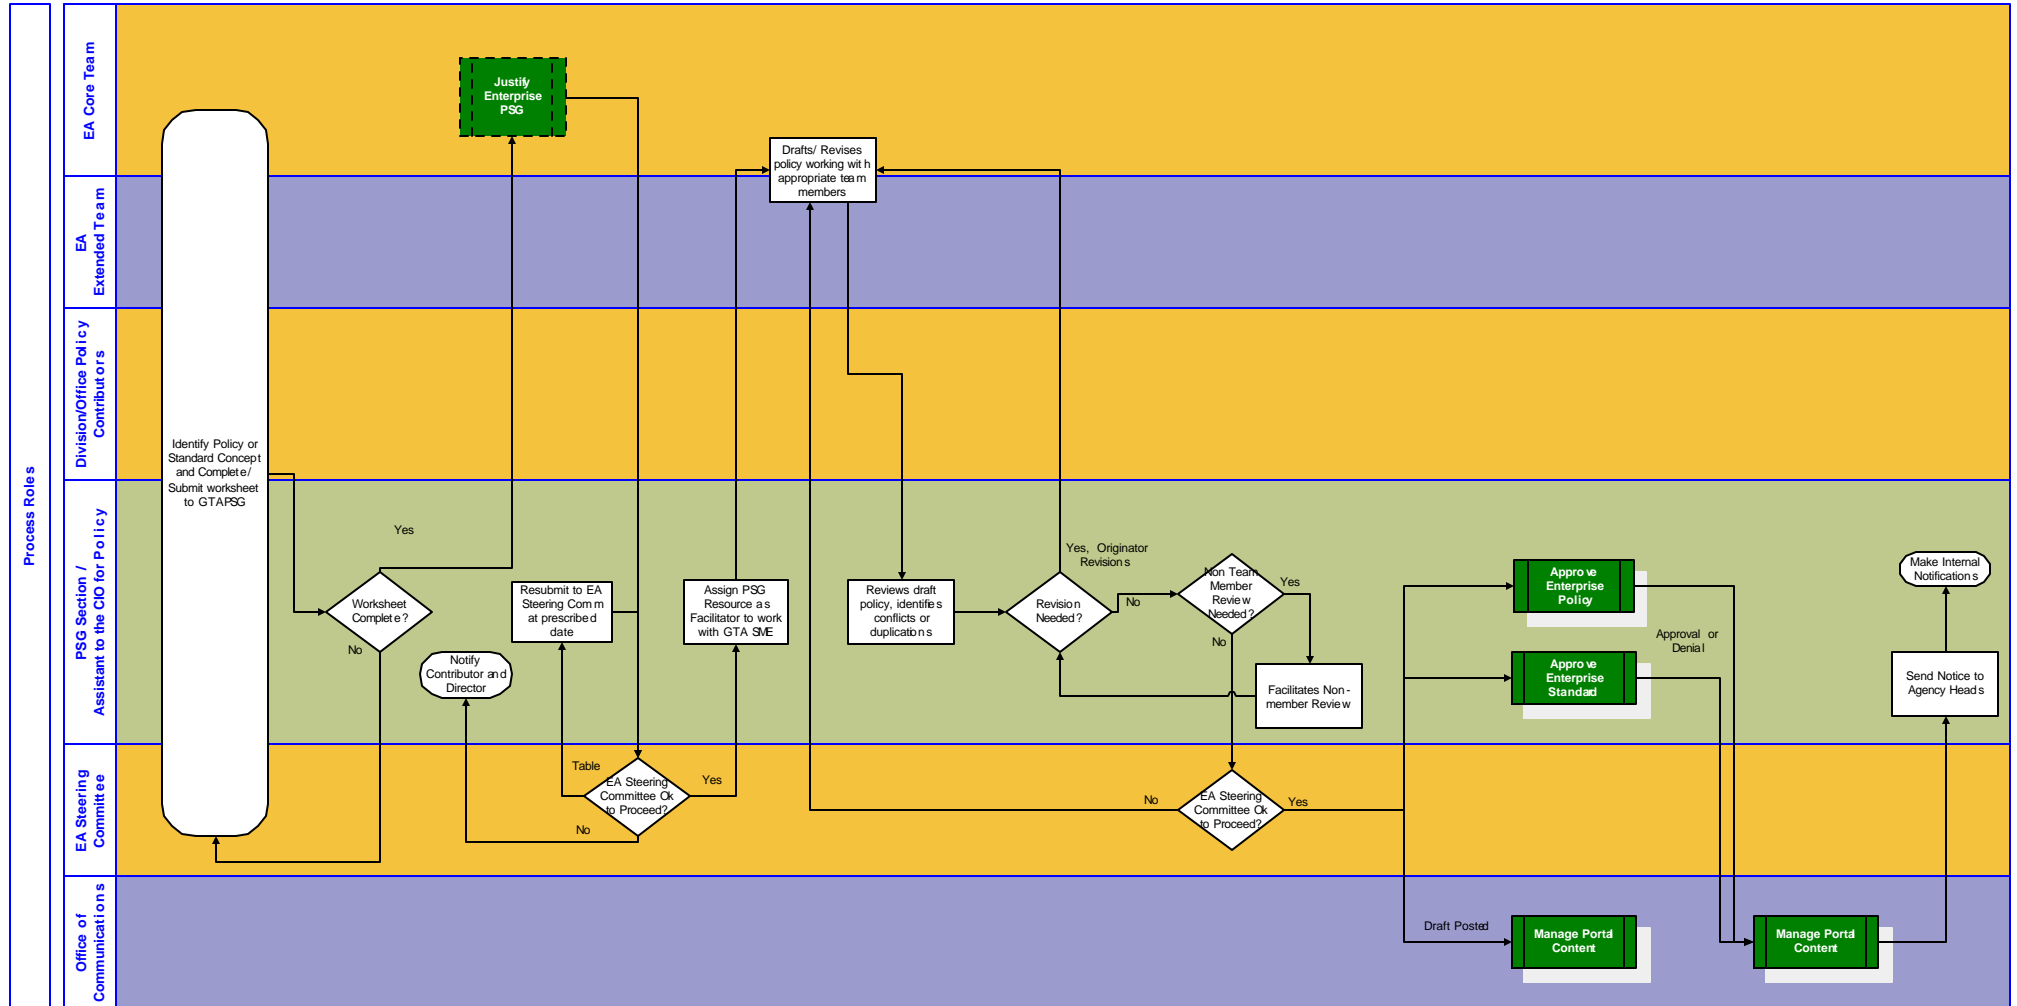 Process Roles
EA Core Team
EA
Extended Team
Division/Office Policy
Contributors
PSG Section /
Assistant to the CIO for Policy
EA Steering
Committee
Office of
Communications
Identify Policy or
Standard Concept
and Complete/
Submit worksheet
to GTAPSG
Yes
Worksheet
Complete?
No
Justify
Enterprise
PSG
Notify
Contributor and
Director
Resubmit to EA
Steering Comm
at prescribed
date
Table
EA Steering
Committee Ok
to Proceed?
No
Yes
Assign PSG
Resource as
Facilitator to work
with GTA SME
Drafts/ Revises
policy working with
appropriate team
members
Reviews draft
policy, identifies
conflicts or
duplications
Yes, Originator
Revisions
Revision
Needed?
No
Non Team
Member
Review
Needed?
Yes
No
Facilitates Non-
member Review
No
EA Steering
Committee Ok
to Proceed?
Yes
Approve
Enterprise
Policy
Approve
Enterprise
Standard
Approval or
Denial
Draft Posted
Manage Portal
Content
Manage Portal
Content
Send Notice to
Agency Heads
Make Internal
Notifications